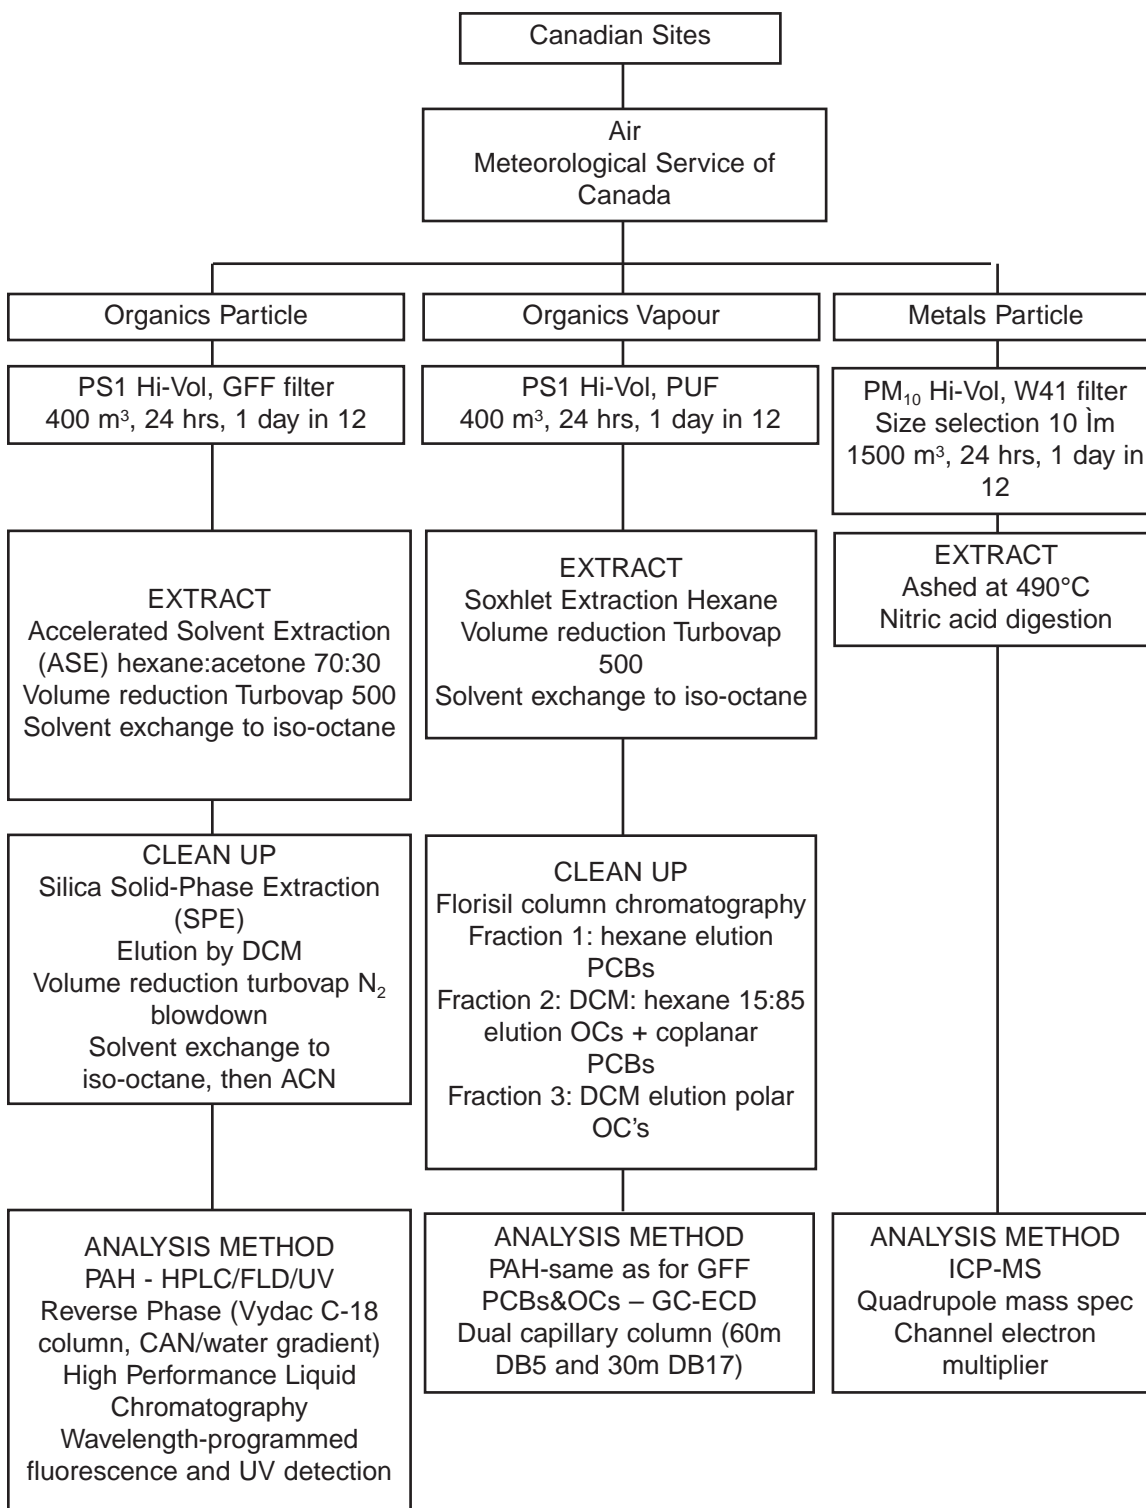 Canadian Sites
Air
Meteorological Service of
Canada
Organics Particle
PS1 Hi-Vol, GFF filter
400 m³, 24 hrs, 1 day in 12
EXTRACT
Accelerated Solvent Extraction
(ASE) hexane:acetone 70:30
Volume reduction Turbovap 500
Solvent exchange to iso-octane
CLEAN UP
Silica Solid-Phase Extraction
(SPE)
Elution by DCM
Volume reduction turbovap N₂
blowdown
Solvent exchange to
iso-octane, then ACN
ANALYSIS METHOD
PAH - HPLC/FLD/UV
Reverse Phase (Vydac C-18
column, CAN/water gradient)
High Performance Liquid
Chromatography
Wavelength-programmed
fluorescence and UV detection
Organics Vapour
PS1 Hi-Vol, PUF
400 m³, 24 hrs, 1 day in 12
EXTRACT
Soxhlet Extraction Hexane
Volume reduction Turbovap
500
Solvent exchange to iso-octane
CLEAN UP
Florisil column chromatography
Fraction 1: hexane elution
PCBs
Fraction 2: DCM: hexane 15:85
elution OCs + coplanar
PCBs
Fraction 3: DCM elution polar
OC's
ANALYSIS METHOD
PAH-same as for GFF
PCBs&OCs – GC-ECD
Dual capillary column (60m
DB5 and 30m DB17)
Metals Particle
PM₁₀ Hi-Vol, W41 filter
Size selection 10 Ìm
1500 m³, 24 hrs, 1 day in
12
EXTRACT
Ashed at 490°C
Nitric acid digestion
ANALYSIS METHOD
ICP-MS
Quadrupole mass spec
Channel electron
multiplier